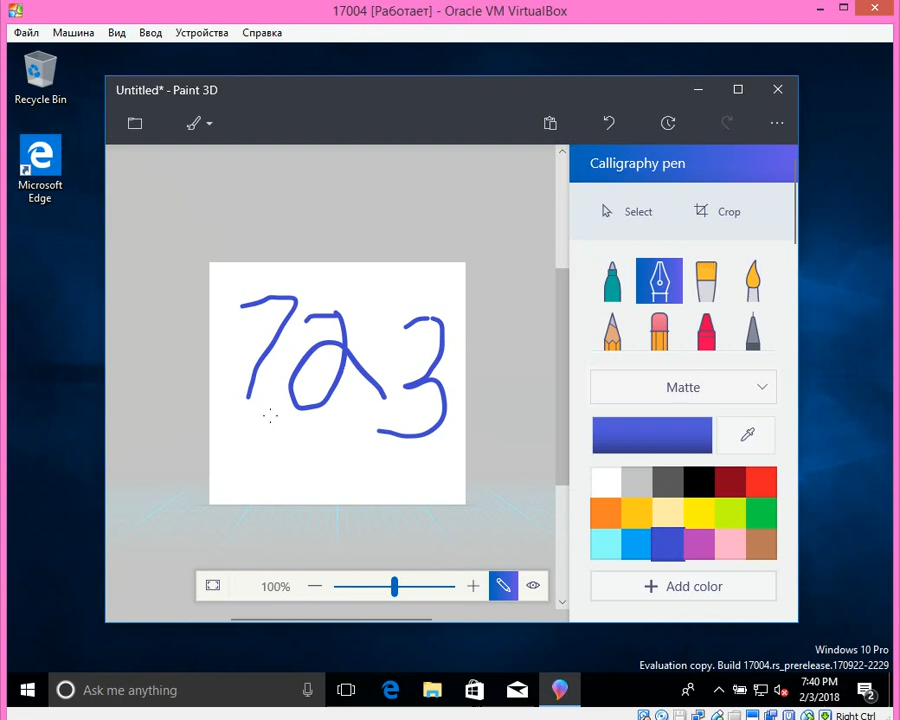 17004 [Работает] - Oracle VM VirtualBox
Файл Машина Вид Ввод Устройства Справка
Recycle Bin
Microsoft Edge
Untitled* - Paint 3D
Calligraphy pen
Select Crop
723
Matte
100%
Add color
Windows 10 Pro
Evaluation copy. Build 17004.rs_prerelease.170922-2229
Ask me anything
7:40 PM
2/3/2018
2
Right Ctrl